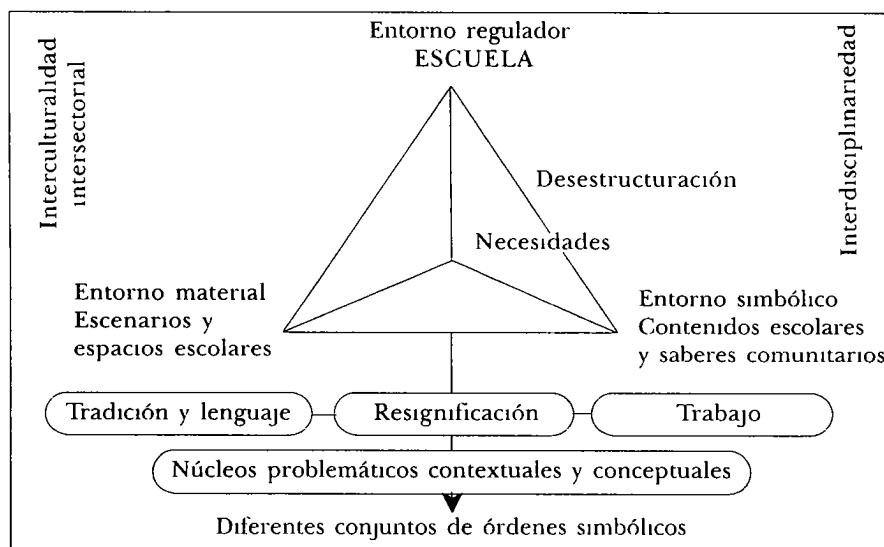 Entorno regulador
ESCUELA
Interculturalidad
intersectorial
Interdisciplinariedad
Desestructuración
Necesidades
Entorno material
Escenarios y
espacios escolares
Entorno simbólico
Contenidos escolares
y saberes comunitarios
Tradición y lenguaje
Resignificación
Trabajo
Núcleos problemáticos contextuales y conceptuales
Diferentes conjuntos de órdenes simbólicos